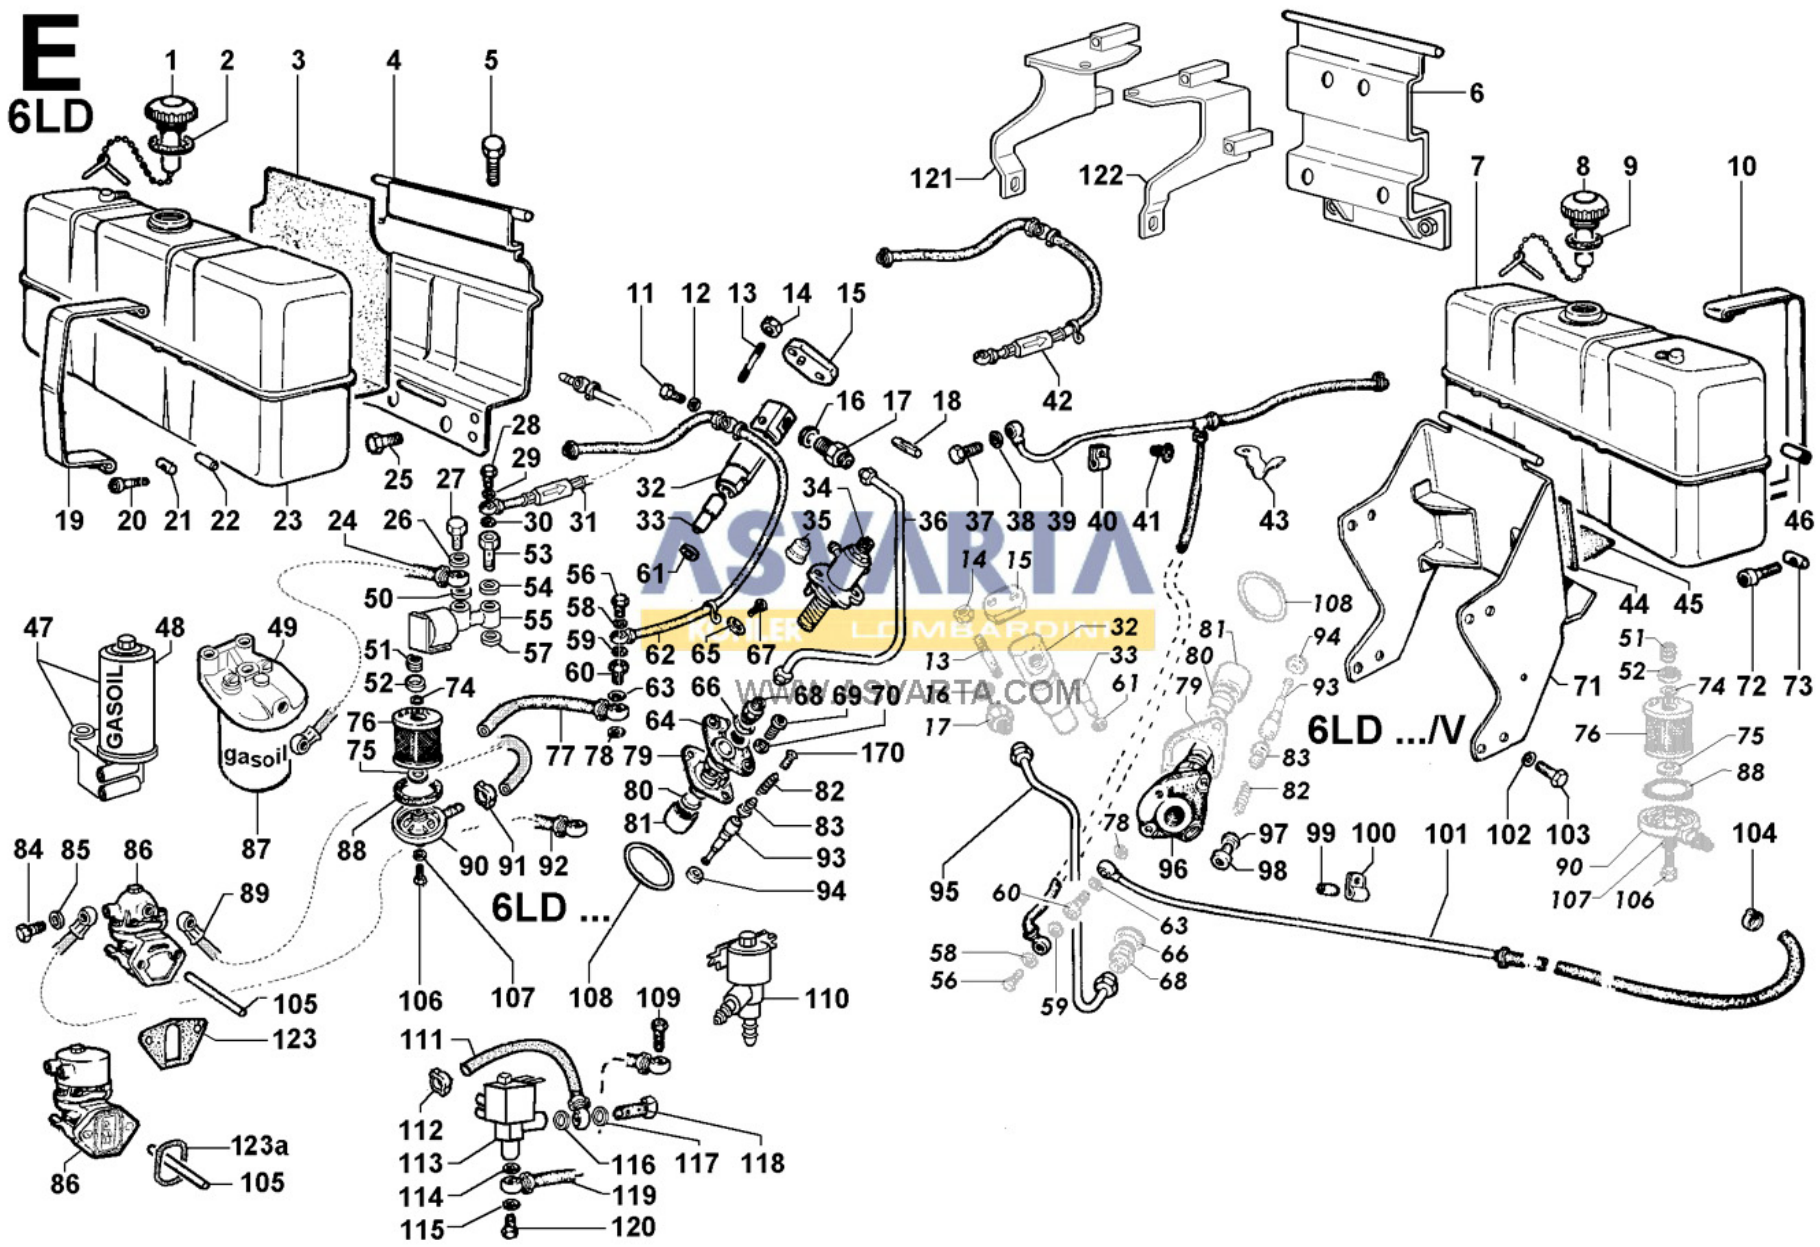 E
6LD
1 2 3 4 5
6
121 122
7 8 9 10
11 12 13 14 15
42
16 17 18
28
27 29 32 34
19 20 21 22 23 25 26 30 31 33 35 36 37 38 39 40 41 43 46
24
53 61 14 15
50 54 56
44 45
47 48 49 55 58 108
32 81 94 51
51 57 59 62 65 67 13 33 80
52 60
74 63 66 68 69 70 16 61 79 93 71 52 74 72 73
76 64 17
75 77 78 79 170 83 76 75
80 82 82 88
81 83
GASOIL
gasoil
ASVARTA
KOHLER LOMBARDINI
WWW.ASVARTA.COM
6LD .../V
84 85 86 87 88 90 91 92 93
94
95 78 96 97 98 99 100 101 102 103 104
90
89
6LD ...
60 63 107 106
58 66
56 59 68
105 106 107 108 109 110
123
111
112
123a 113 116 117 118
86 105 114 119
115 120